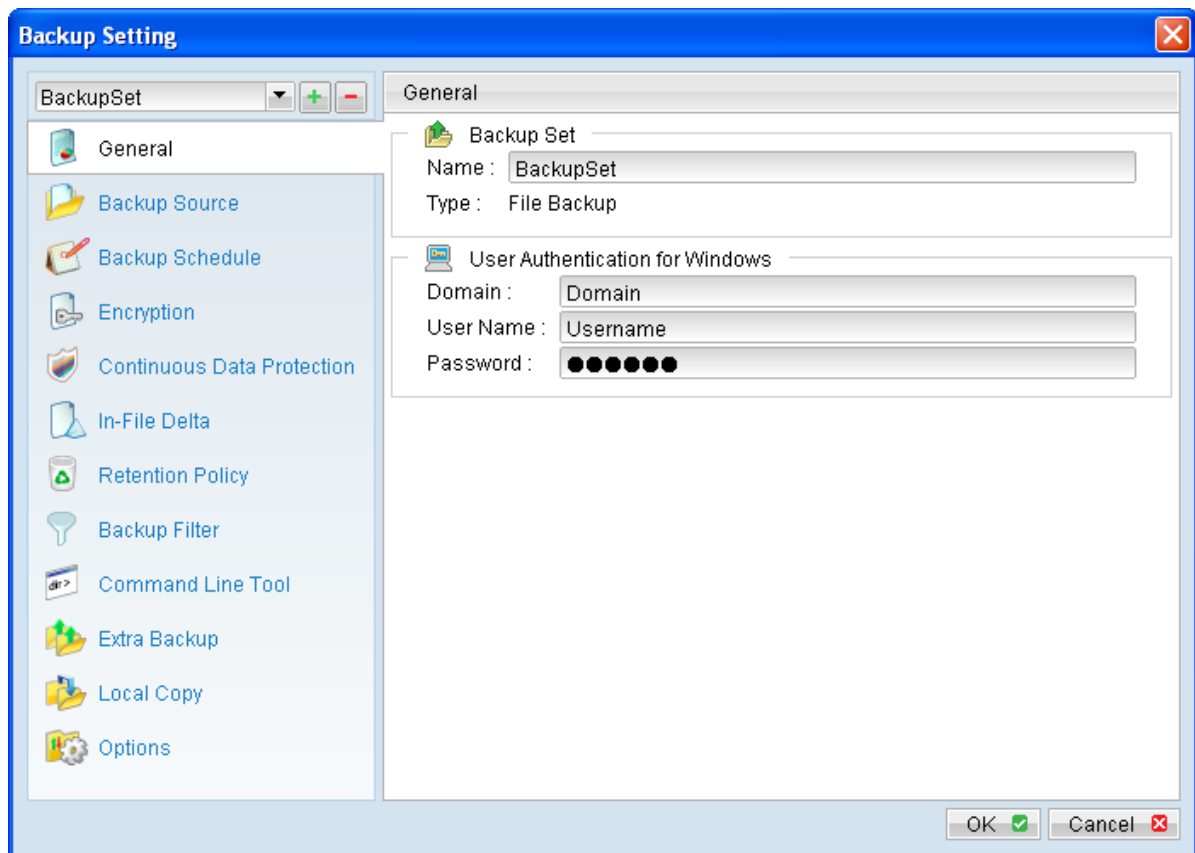 Backup Setting
BackupSet
General
Backup Source
Backup Schedule
Encryption
Continuous Data Protection
In-File Delta
Retention Policy
Backup Filter
dir>
Command Line Tool
Extra Backup
Local Copy
Options
General
Backup Set
Name : BackupSet
Type : File Backup
User Authentication for Windows
Domain : Domain
User Name : Username
Password : ●●●●●●
OK
Cancel